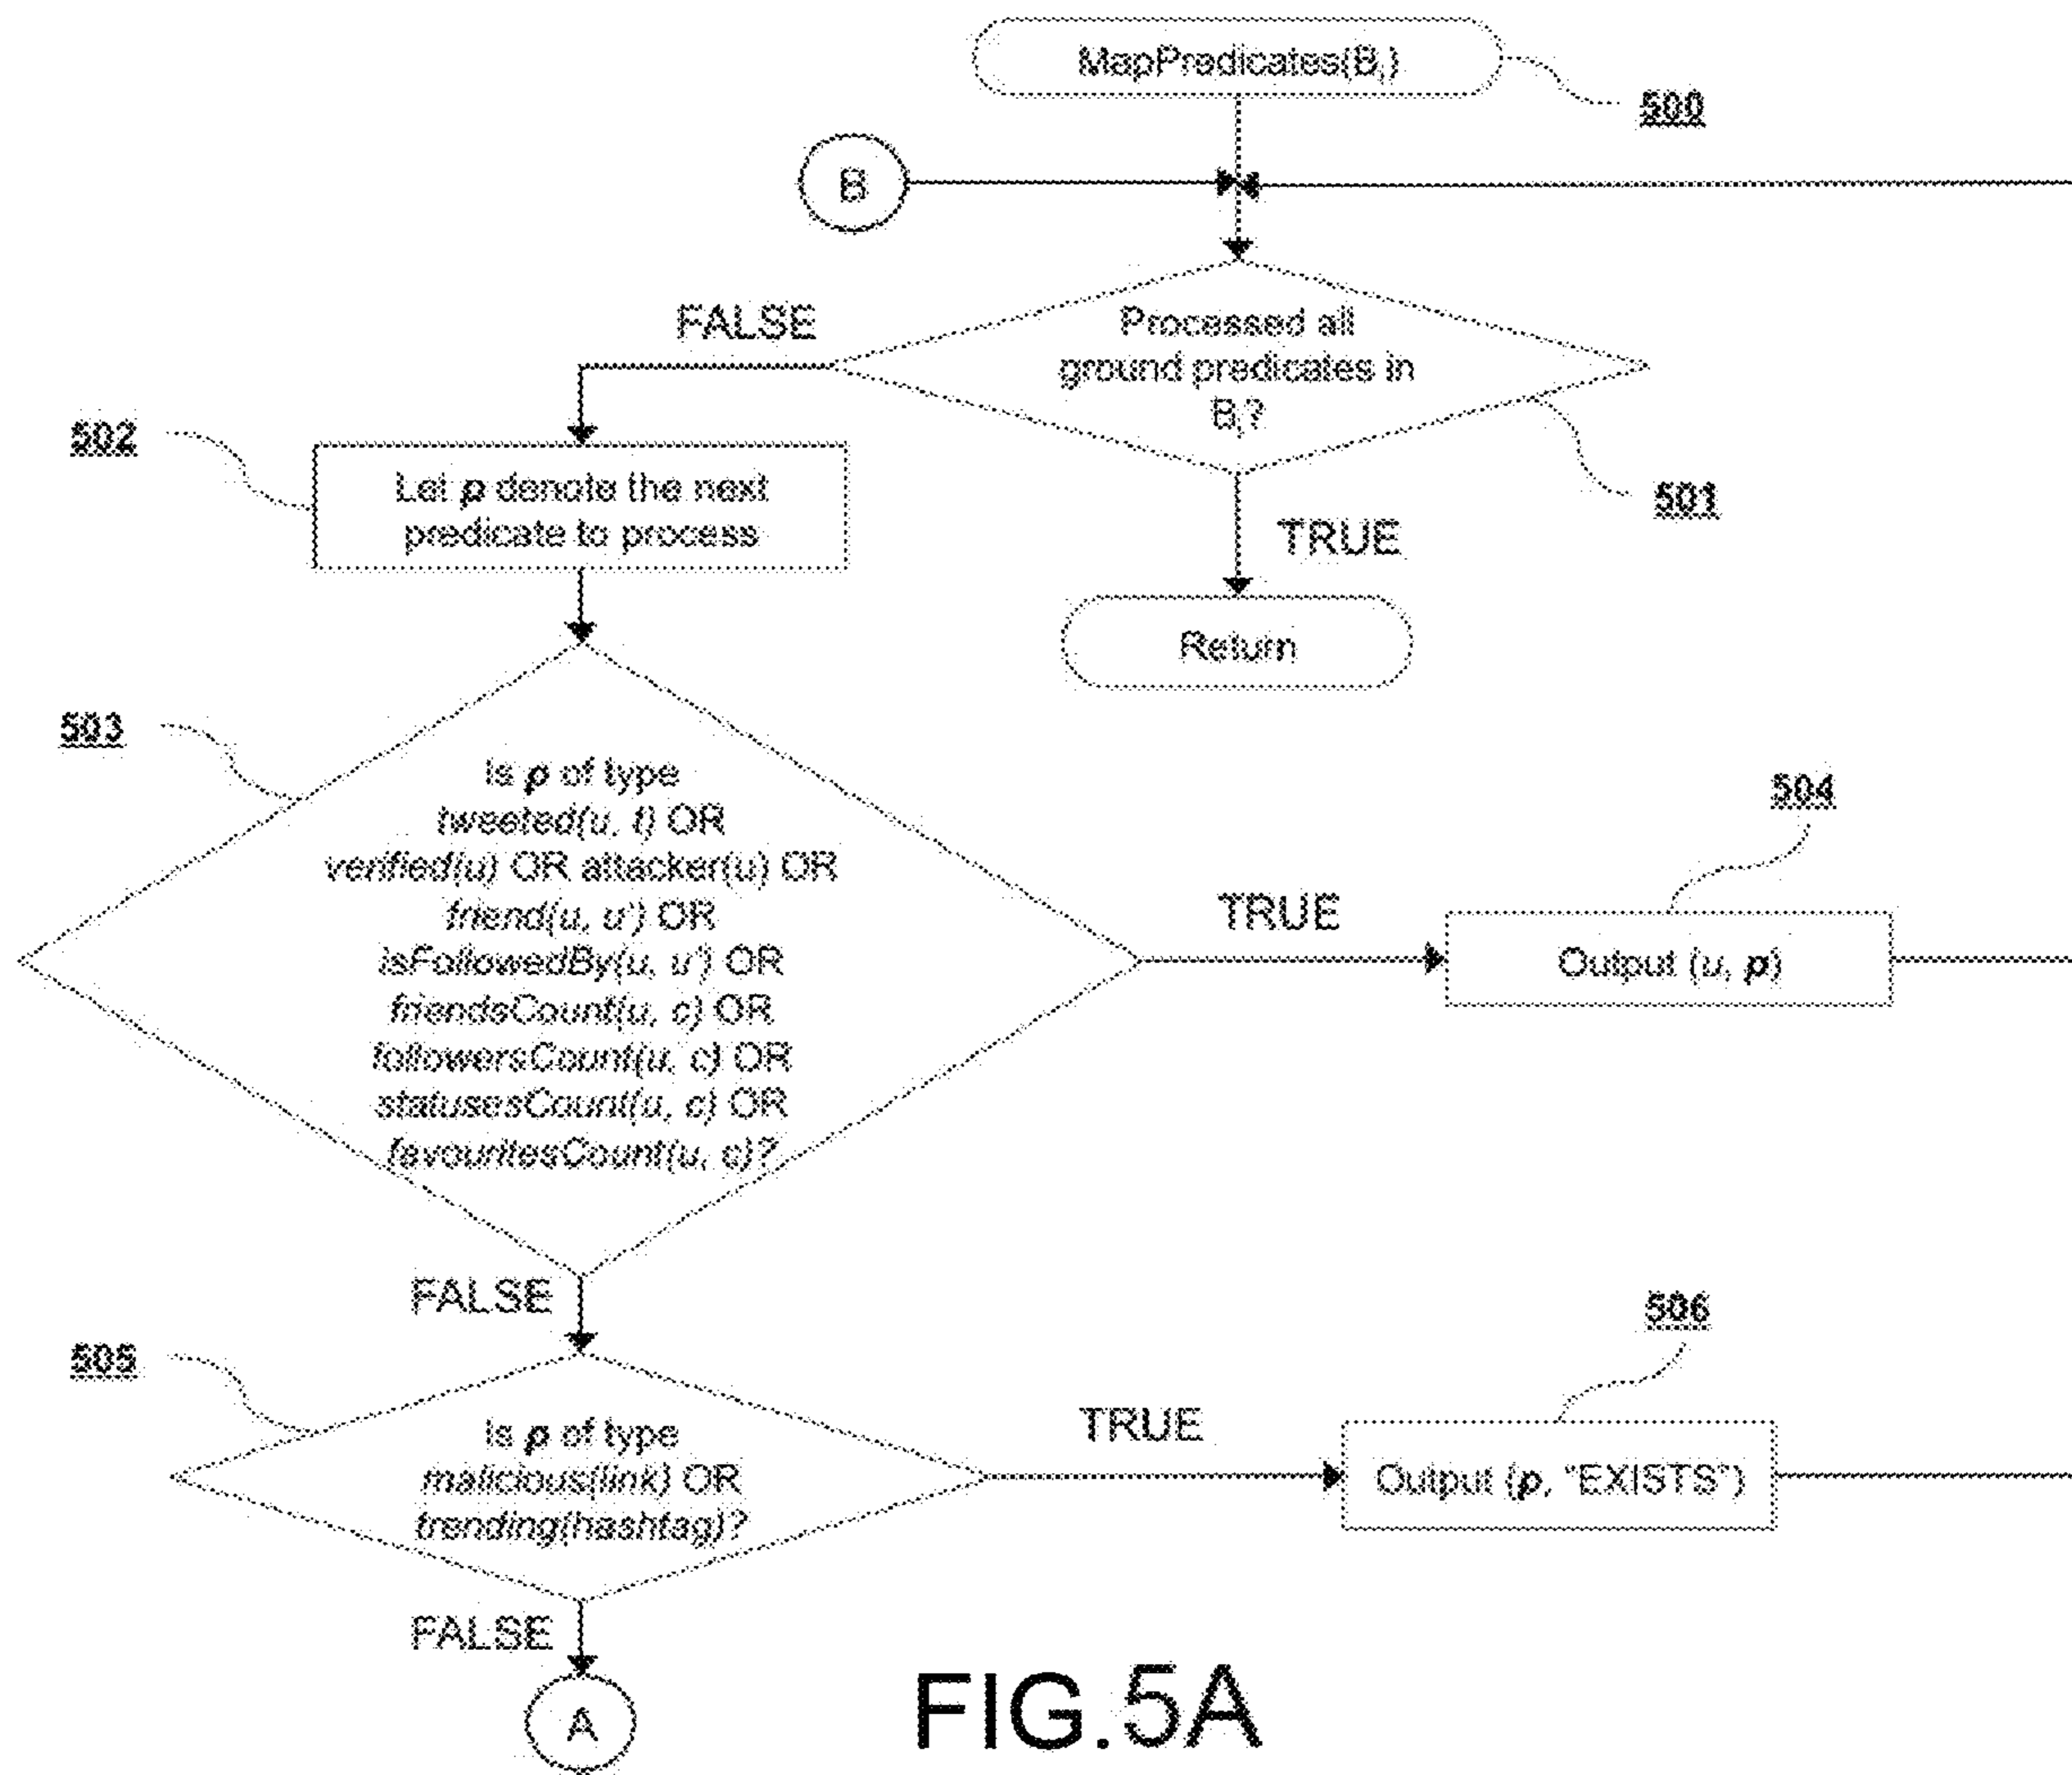 MapPredicates(Bi)
500
B
FALSE
Processed all
ground predicates in
Bi?
501
502
Let p denote the next
predicate to process
TRUE
Return
503
Is p of type
tweeted(u, t) OR
verified(u) OR attacker(u) OR
friend(u, u') OR
isFollowedBy(u, u') OR
friendsCount(u, c) OR
followersCount(u, c) OR
statusesCount(u, c) OR
favouritesCount(u, c)?
TRUE
504
Output (u, p)
FALSE
505
Is p of type
malicious(link) OR
trending(hashtag)?
TRUE
506
Output (p, "EXISTS")
FALSE
A
FIG.5A